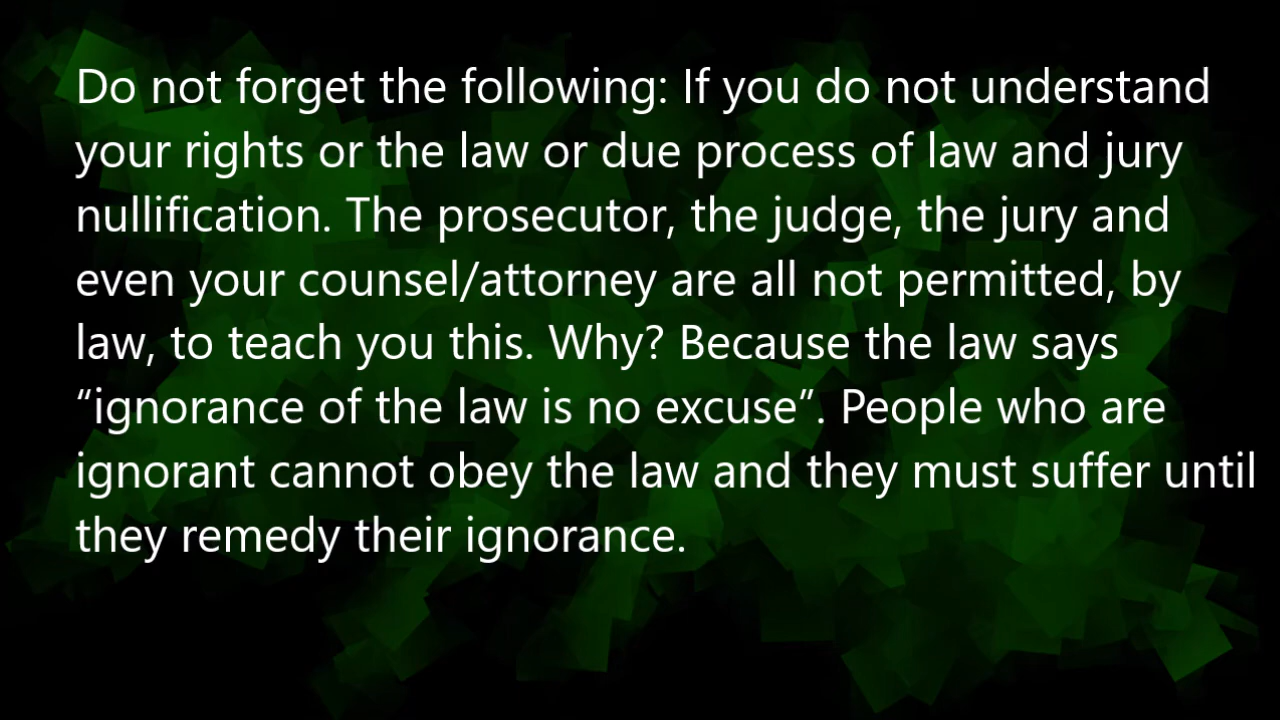 Do not forget the following: If you do not understand
your rights or the law or due process of law and jury
nullification. The prosecutor, the judge, the jury and
even your counsel/attorney are all not permitted, by
law, to teach you this. Why? Because the law says
“ignorance of the law is no excuse”. People who are
ignorant cannot obey the law and they must suffer until
they remedy their ignorance.